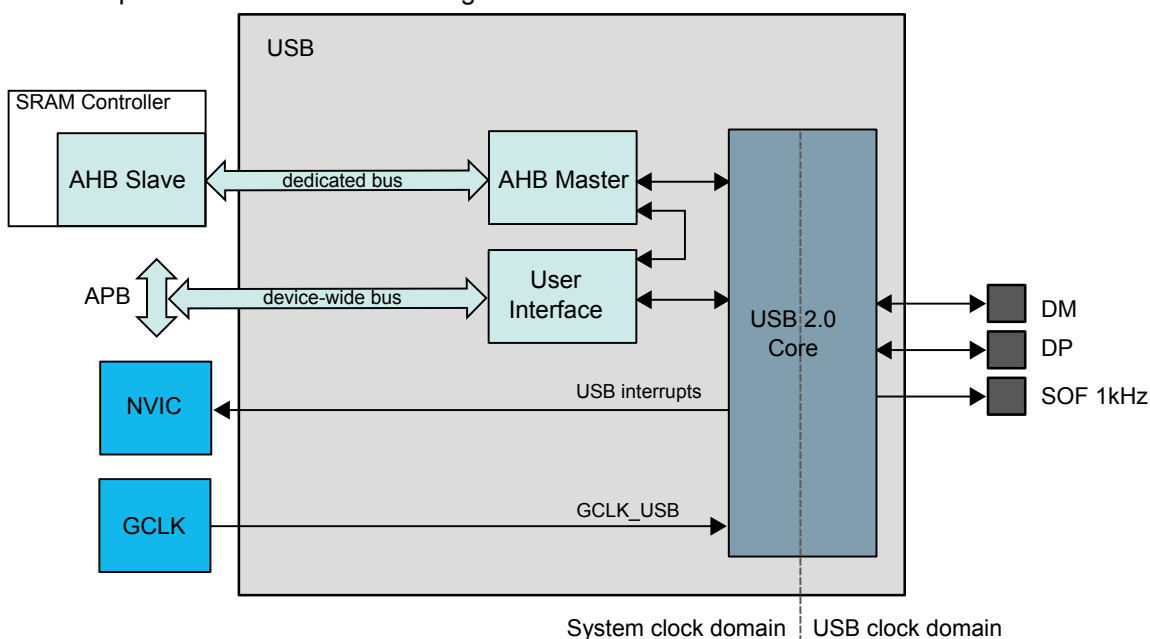 USB
SRAM Controller
AHB Slave
dedicated bus
AHB Master
APB
device-wide bus
User
Interface
USB 2.0
Core
DM
DP
SOF 1kHz
NVIC
USB interrupts
GCLK
GCLK_USB
System clock domain
USB clock domain